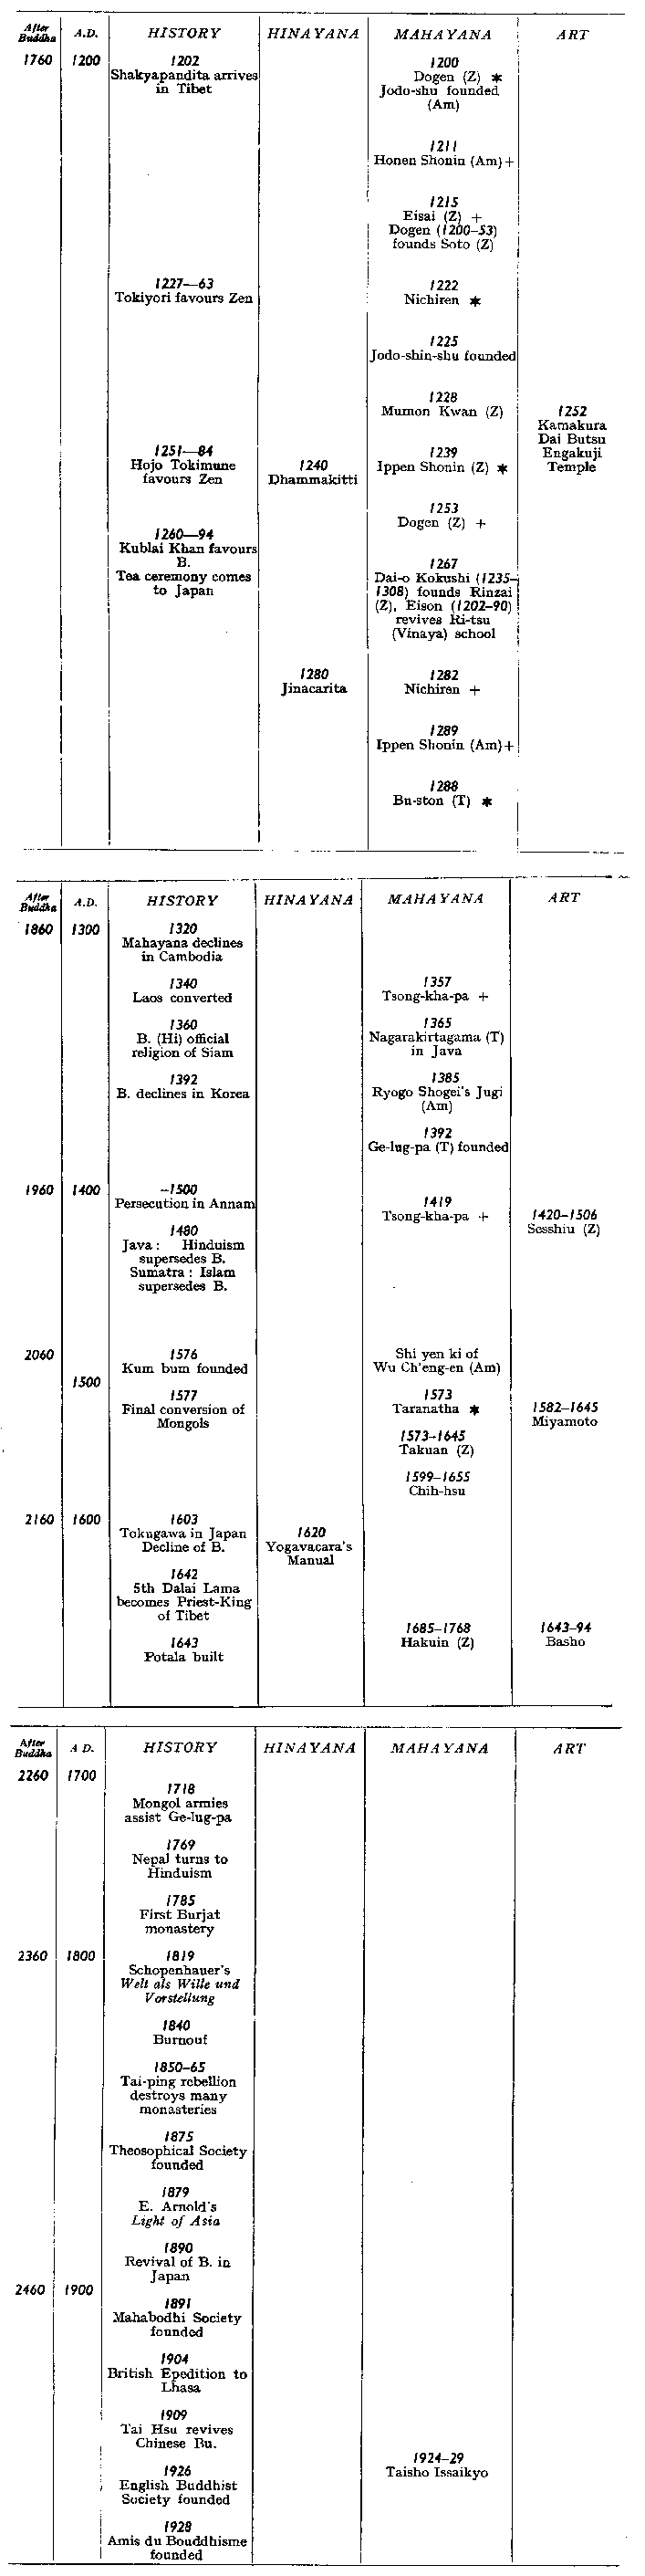 After Buddha A.D. HISTORY HINAYANA MAHAYANA ART
1760 1200
1202
Shakyapandita arrives
in Tibet
1227—63
Tokiyori favours Zen
1251—84
Hojo Tokimune
favours Zen
1260—94
Kublai Khan favours
B.
Tea ceremony comes
to Japan
1240
Dhammakitti
1280
Jinacarita
1200
Dogen (Z) *
Jodo-shu founded
(Am)
1211
Honen Shonin (Am) +
1215
Eisai (Z) +
Dogen (1200–53)
founds Soto (Z)
1222
Nichiren *
1225
Jodo-shin-shu founded
1228
Mumon Kwan (Z)
1239
Ippen Shonin (Z) *
1253
Dogen (Z) +
1267
Dai-o Kokushi (1235–
1308) founds Rinzai
(Z), Eison (1202–90)
revives Ri-tsu
(Vinaya) school
1282
Nichiren +
1289
Ippen Shonin (Am) +
1288
Bu-ston (T) *
1252
Kamakura
Dai Butsu
Engakuji
Temple
After Buddha A.D. HISTORY HINAYANA MAHAYANA ART
1860 1300
1320
Mahayana declines
in Cambodia
1340
Laos converted
1360
B. (Hi) official
religion of Siam
1392
B. declines in Korea
1357
Tsong-kha-pa +
1365
Nagarakirtagama (T)
in Java
1385
Ryogo Shogei's Jugi
(Am)
1392
Ge-lug-pa (T) founded
1960 1400
–1500
Persecution in Annam
1480
Java : Hinduism
supersedes B.
Sumatra : Islam
supersedes B.
1419
Tsong-kha-pa +
1420–1506
Sesshiu (Z)
2060
1500
1576
Kum bum founded
1577
Final conversion of
Mongols
Shi yen ki of
Wu Ch'eng-en (Am)
1573
Taranatha *
1573–1645
Takuan (Z)
1599–1655
Chih-hsu
1582–1645
Miyamoto
2160 1600
1603
Tokugawa in Japan
Decline of B.
1642
5th Dalai Lama
becomes Priest-King
of Tibet
1643
Potala built
1620
Yogavacara's
Manual
1685–1768
Hakuin (Z)
1643–94
Basho
After Buddha A D. HISTORY HINAYANA MAHAYANA ART
2260 1700
1718
Mongol armies
assist Ge-lug-pa
1769
Nepal turns to
Hinduism
1785
First Burjat
monastery
2360 1800
1819
Schopenhauer's
Welt als Wille und
Vorstellung
1840
Burnouf
1850–65
Tai-ping rebellion
destroys many
monasteries
1875
Theosophical Society
founded
1879
E. Arnold's
Light of Asia
1890
Revival of B. in
Japan
2460 1900
1891
Mahabodhi Society
founded
1904
British Epedition to
Lhasa
1909
Tai Hsu revives
Chinese Bu.
1926
English Buddhist
Society founded
1928
Amis du Bouddhisme
founded
1924–29
Taisho Issaikyo